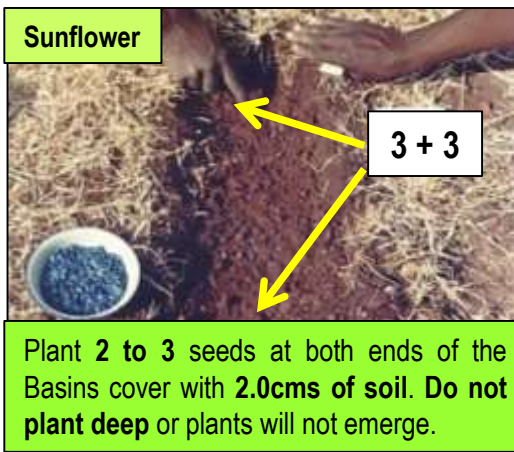 Sunflower
3 + 3
Plant 2 to 3 seeds at both ends of the
Basins cover with 2.0cms of soil. Do not
plant deep or plants will not emerge.